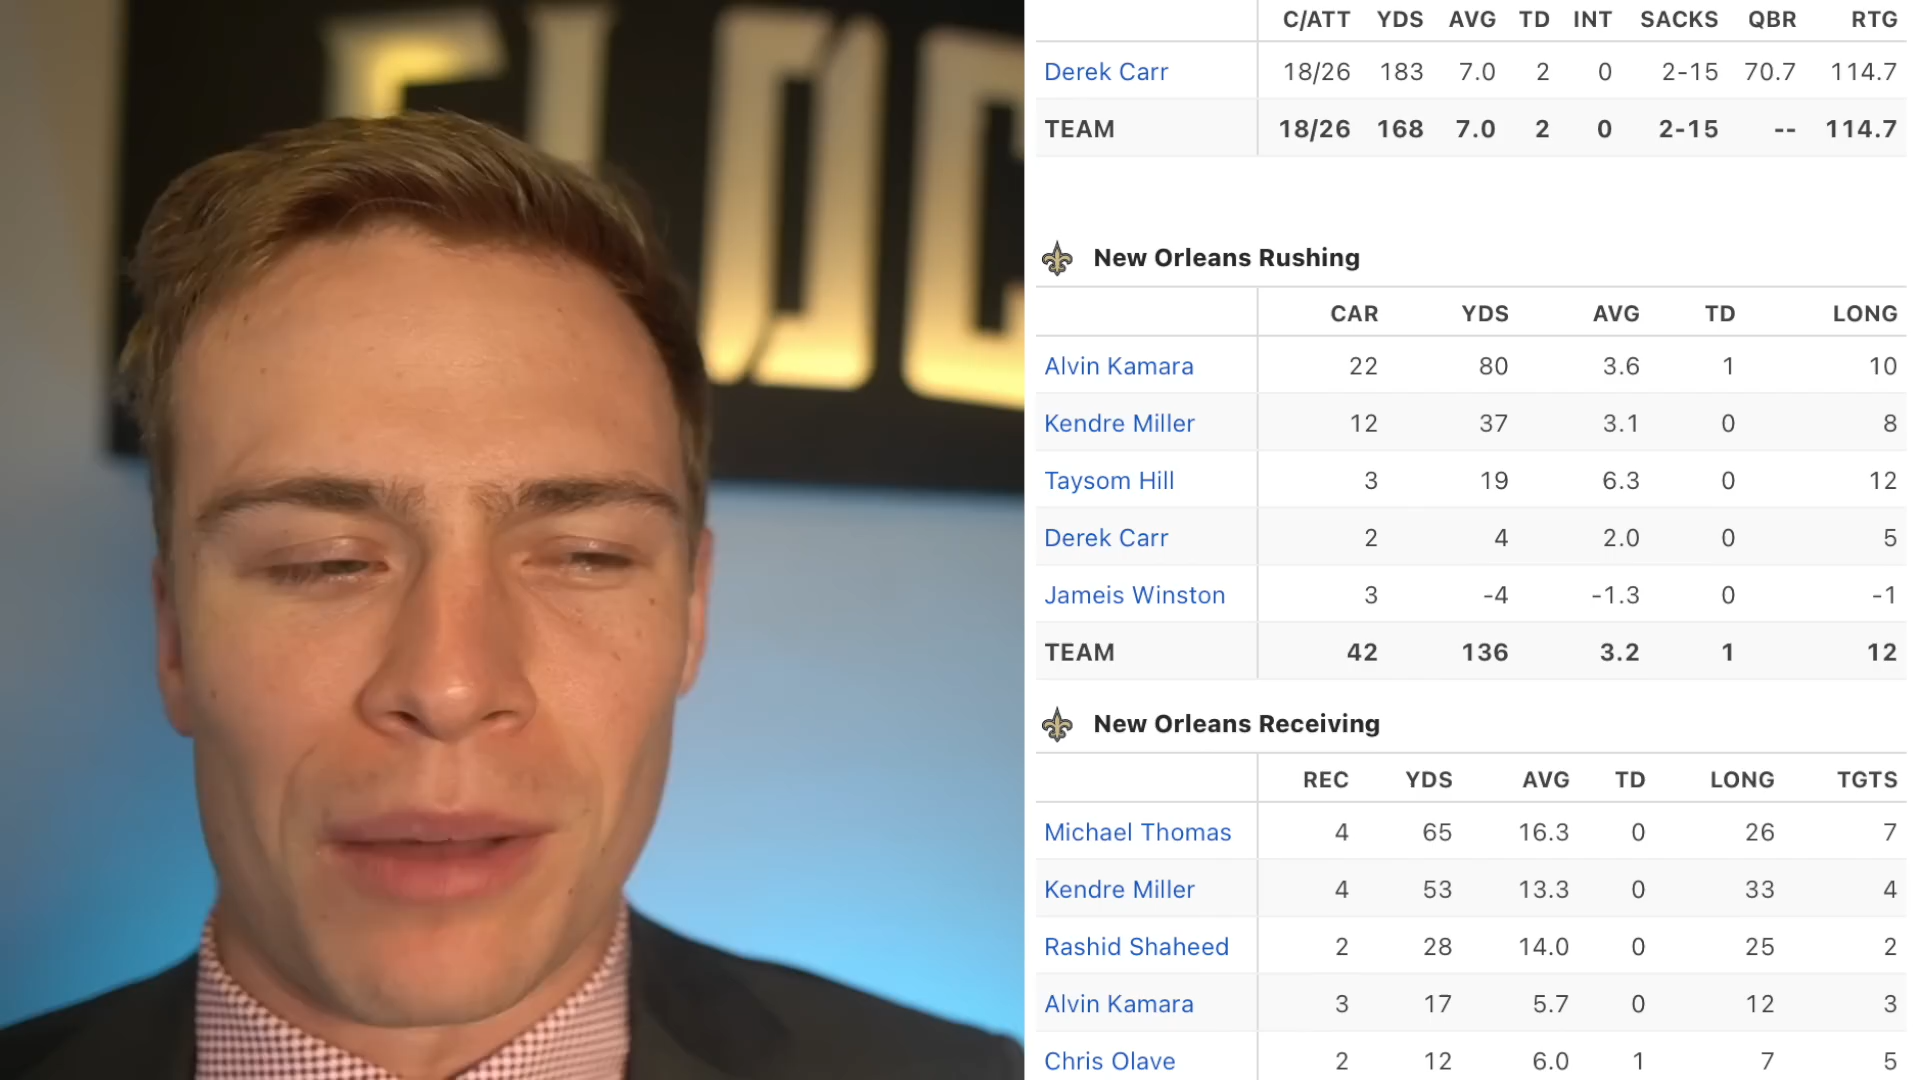 C/ATT YDS AVG TD INT SACKS QBR RTG
Derek Carr 18/26 183 7.0 2 0 2-15 70.7 114.7
TEAM 18/26 168 7.0 2 0 2-15 -- 114.7
New Orleans Rushing
CAR YDS AVG TD LONG
Alvin Kamara 22 80 3.6 1 10
Kendre Miller 12 37 3.1 0 8
Taysom Hill 3 19 6.3 0 12
Derek Carr 2 4 2.0 0 5
Jameis Winston 3 -4 -1.3 0 -1
TEAM 42 136 3.2 1 12
New Orleans Receiving
REC YDS AVG TD LONG TGTS
Michael Thomas 4 65 16.3 0 26 7
Kendre Miller 4 53 13.3 0 33 4
Rashid Shaheed 2 28 14.0 0 25 2
Alvin Kamara 3 17 5.7 0 12 3
Chris Olave 2 12 6.0 1 7 5